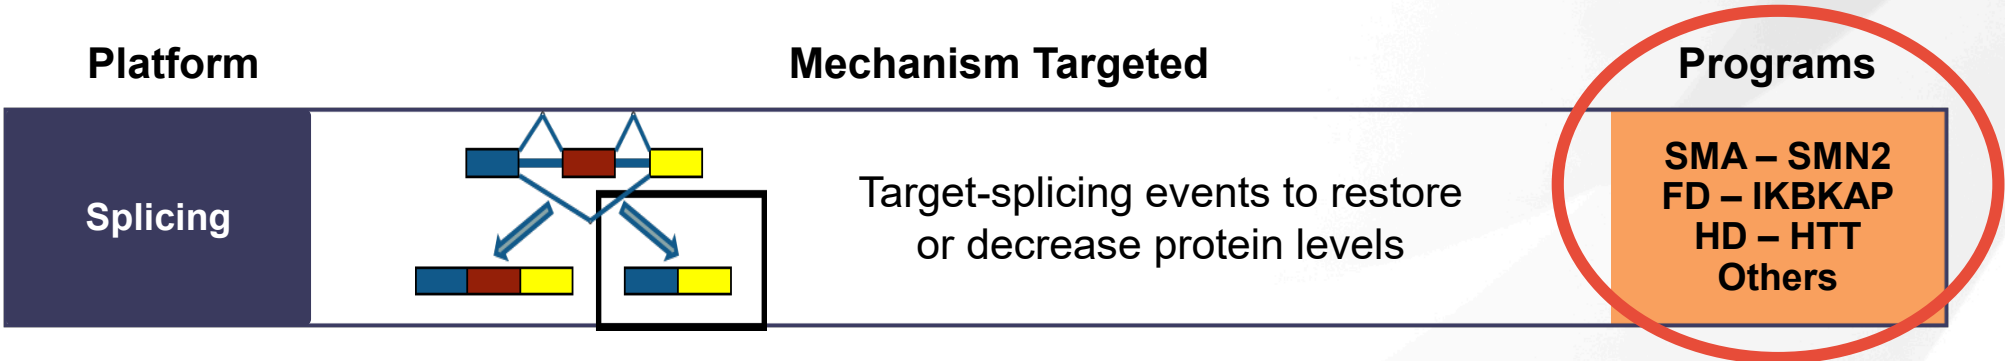 Platform
Mechanism Targeted
Programs
Splicing
Target-splicing events to restore
or decrease protein levels
SMA – SMN2
FD – IKBKAP
HD – HTT
Others